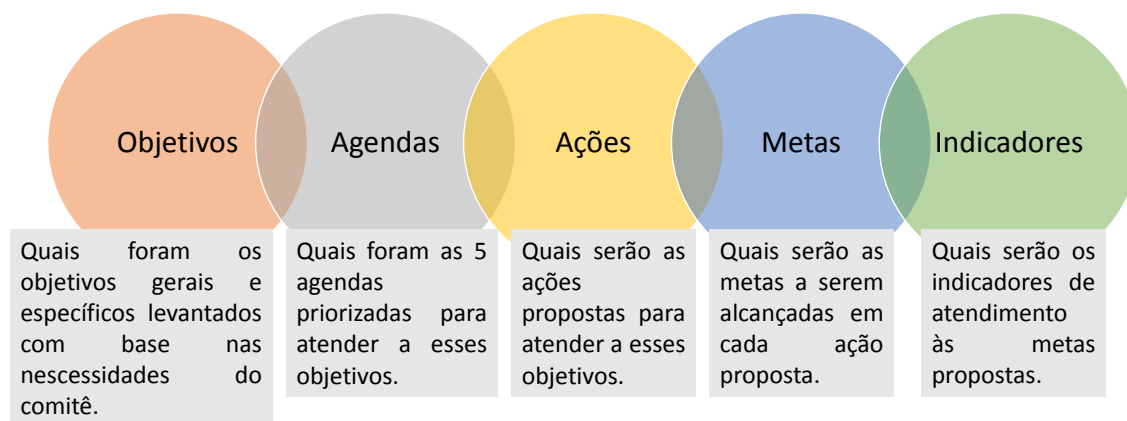 Objetivos
Agendas
Ações
Metas
Indicadores
Quais foram os
objetivos gerais e
específicos levantados
com base nas
nescessidades do
comitê.
Quais foram as 5
agendas
priorizadas para
atender a esses
objetivos.
Quais serão as
ações
propostas para
atender a esses
objetivos.
Quais serão as
metas a serem
alcançadas em
cada ação
proposta.
Quais serão os
indicadores de
atendimento
às metas
propostas.